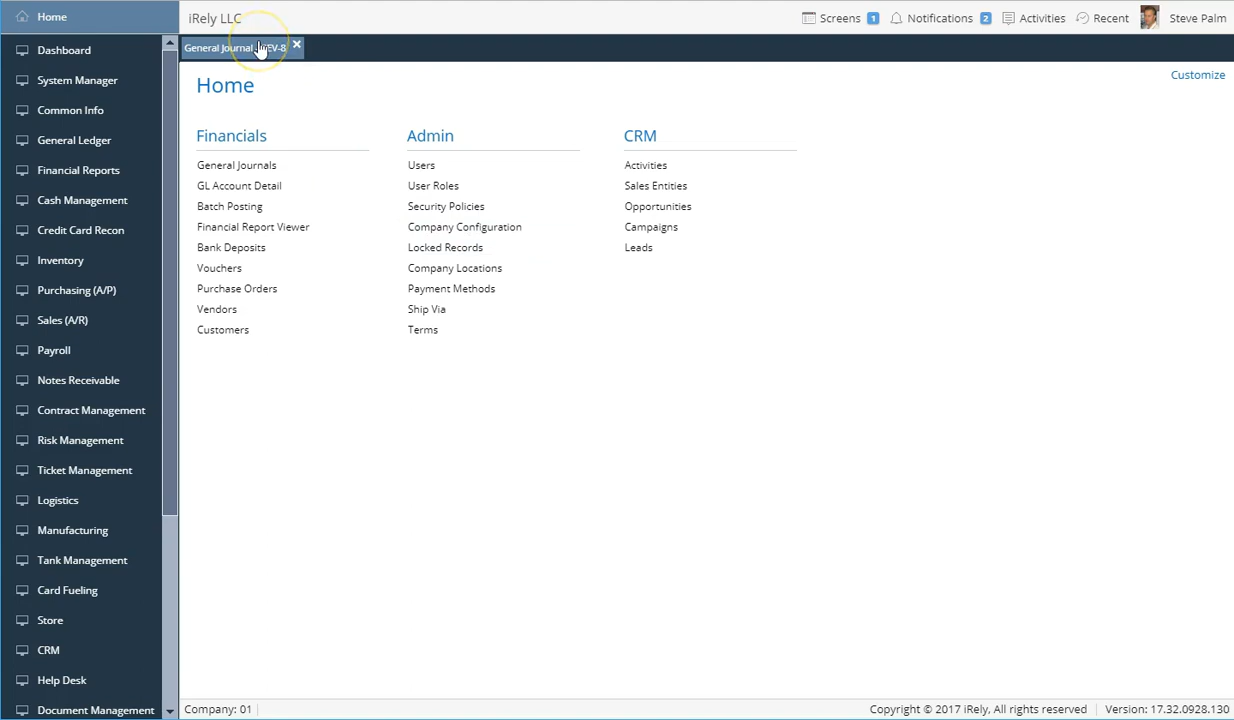 Home
iRely LLC
Screens 1
Notifications 2
Activities
Recent
Steve Palm
General Journal EV-8
Dashboard
System Manager
Common Info
General Ledger
Financial Reports
Cash Management
Credit Card Recon
Inventory
Purchasing (A/P)
Sales (A/R)
Payroll
Notes Receivable
Contract Management
Risk Management
Ticket Management
Logistics
Manufacturing
Tank Management
Card Fueling
Store
CRM
Help Desk
Document Management
Home
Customize
Financials
General Journals
GL Account Detail
Batch Posting
Financial Report Viewer
Bank Deposits
Vouchers
Purchase Orders
Vendors
Customers
Admin
Users
User Roles
Security Policies
Company Configuration
Locked Records
Company Locations
Payment Methods
Ship Via
Terms
CRM
Activities
Sales Entities
Opportunities
Campaigns
Leads
Company: 01
Copyright © 2017 iRely, All rights reserved
Version: 17.32.0928.130